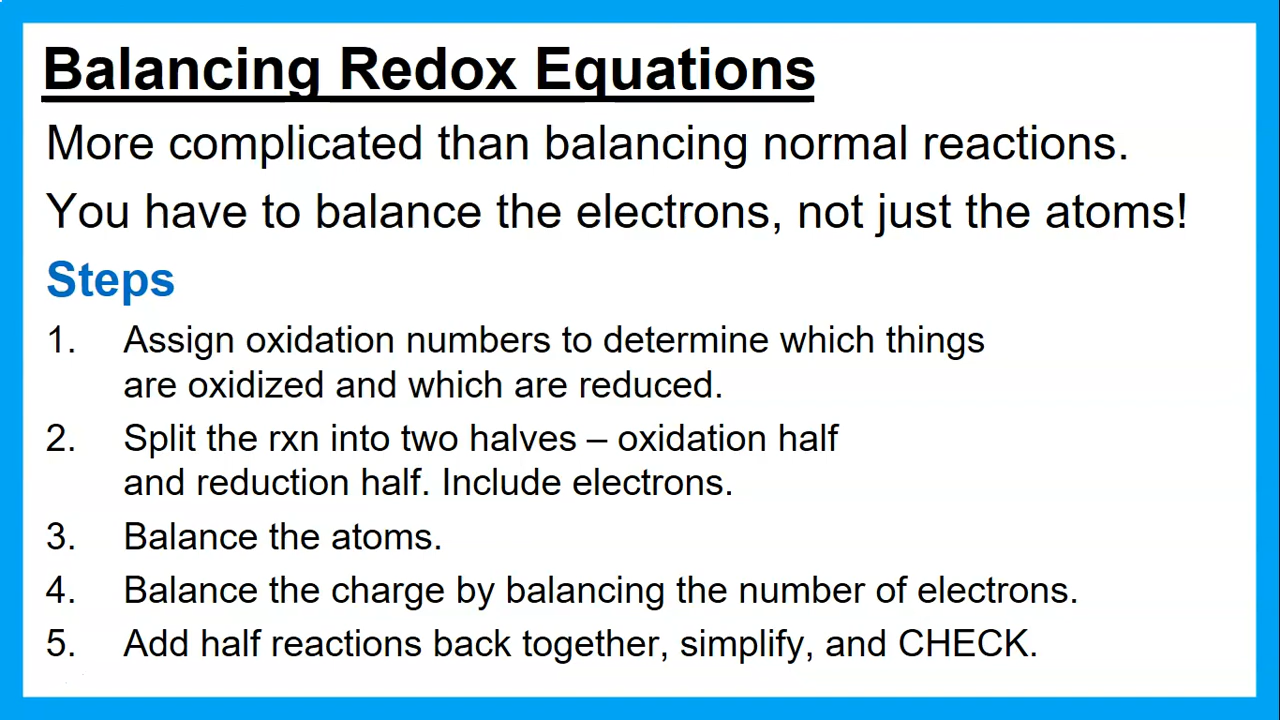 Balancing Redox Equations
More complicated than balancing normal reactions.
You have to balance the electrons, not just the atoms!
Steps
1. Assign oxidation numbers to determine which things
are oxidized and which are reduced.
2. Split the rxn into two halves – oxidation half
and reduction half. Include electrons.
3. Balance the atoms.
4. Balance the charge by balancing the number of electrons.
5. Add half reactions back together, simplify, and CHECK.